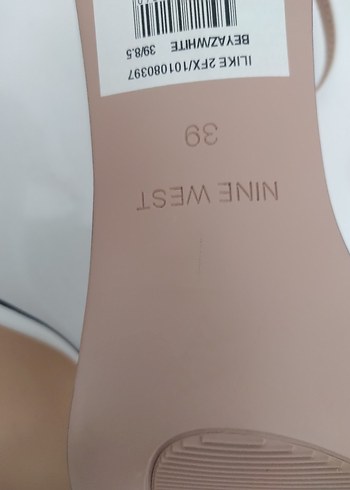 ILIKE 2FX/101080397
BEYAZ/WHITE 39/8.5
39
NINE WEST